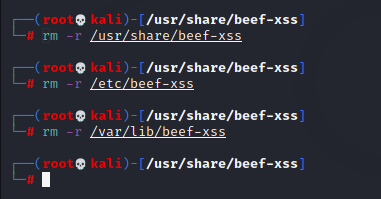 ┌──(root💀kali)-[/usr/share/beef-xss]
└─# rm -r /usr/share/beef-xss
┌──(root💀kali)-[/usr/share/beef-xss]
└─# rm -r /etc/beef-xss
┌──(root💀kali)-[/usr/share/beef-xss]
└─# rm -r /var/lib/beef-xss
┌──(root💀kali)-[/usr/share/beef-xss]
└─#